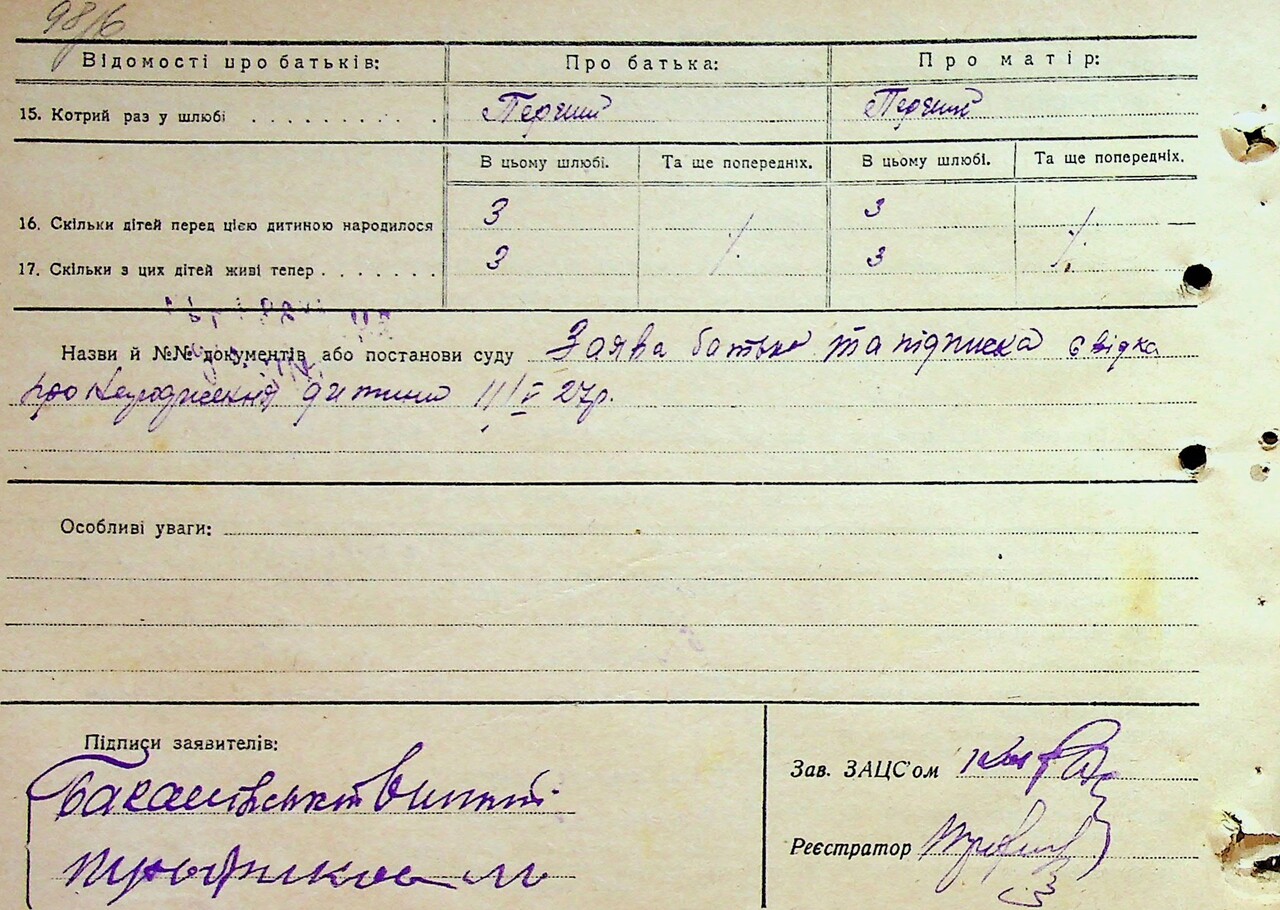 98/6
Відомості про батьків: Про батька: Про матір:
15. Котрий раз у шлюбі Перший Перший
В цьому шлюбі. Та ще попередніх. В цьому шлюбі. Та ще попередніх.
16. Скільки дітей перед цією дитиною народилося 3 3
17. Скільки з цих дітей живі тепер 3 3
Назви й №№ документів або постанови суду Заява батька та підписка свідка
про народження дитини 11/V 27р.
Особливі уваги:
Підписи заявителів:
Зав. ЗАЦС'ом
Реєстратор